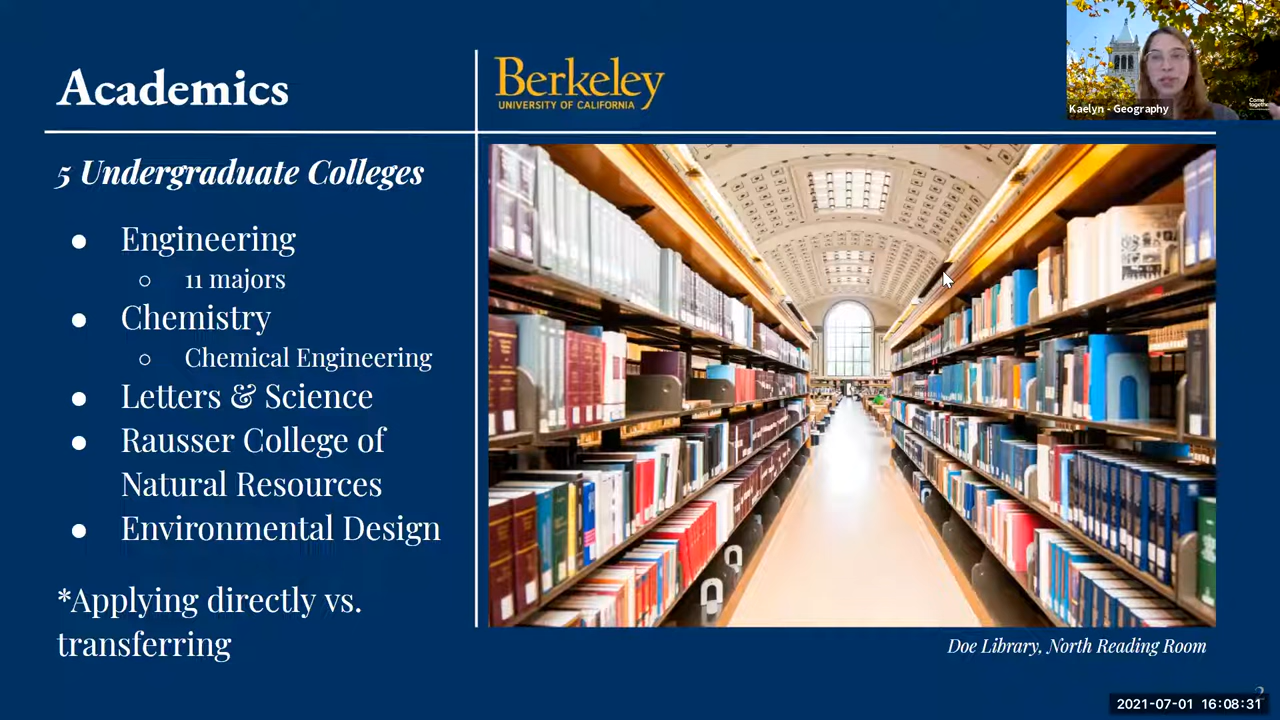 Academics
Berkeley
UNIVERSITY OF CALIFORNIA
Kaelyn - Geography
Come
together
5 Undergraduate Colleges
● Engineering
○ 11 majors
● Chemistry
○ Chemical Engineering
● Letters & Science
● Rausser College of
Natural Resources
● Environmental Design
*Applying directly vs.
transferring
Doe Library, North Reading Room
2021-07-01 16:08:31